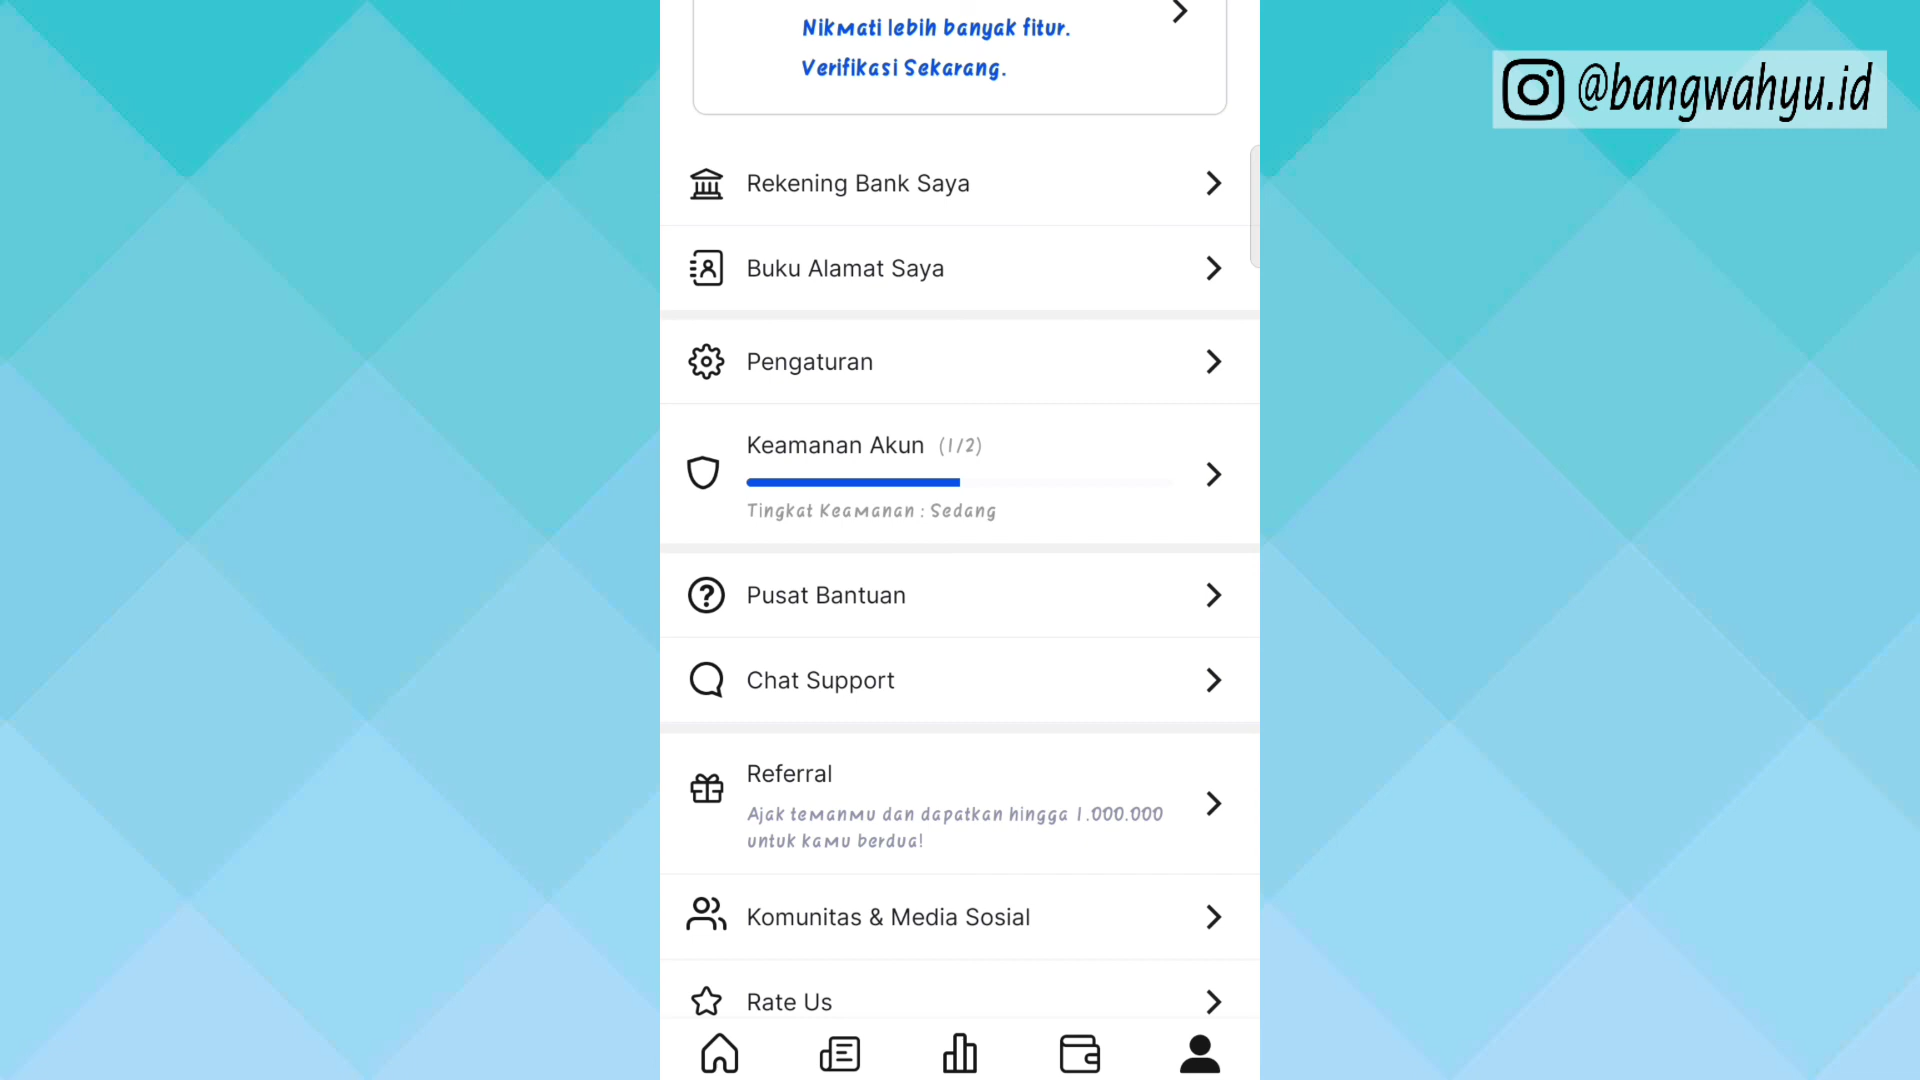 Nikmati lebih banyak fitur.
Verifikasi Sekarang.
@bangwahyu.id
Rekening Bank Saya
Buku Alamat Saya
Pengaturan
Keamanan Akun (1/2)
Tingkat Keamanan : Sedang
Pusat Bantuan
Chat Support
Referral
Ajak temanmu dan dapatkan hingga 1.000.000
untuk kamu berdua!
Komunitas & Media Sosial
Rate Us